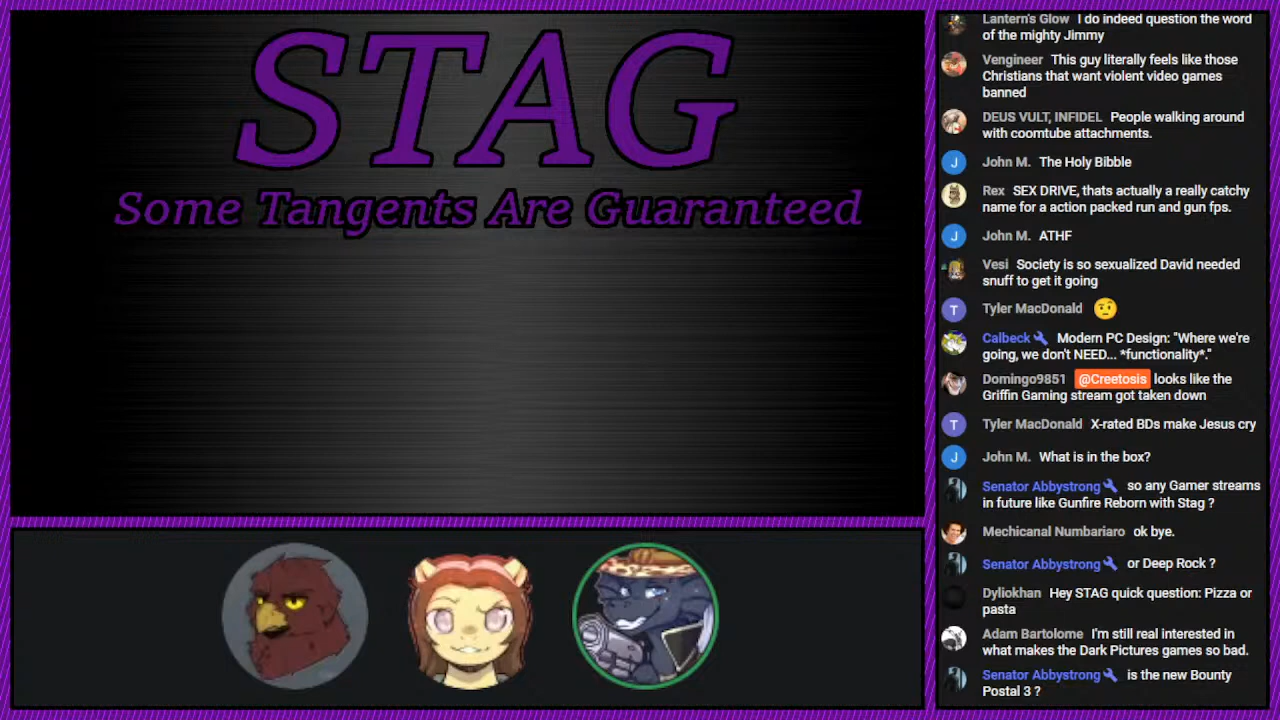 STAG
Some Tangents Are Guaranteed
Lantern's Glow I do indeed question the word
of the mighty Jimmy
Vengineer This guy literally feels like those
Christians that want violent video games
banned
DEUS VULT, INFIDEL People walking around
with coomtube attachments.
J John M. The Holy Bibble
Rex SEX DRIVE, thats actually a really catchy
name for a action packed run and gun fps.
J John M. ATHF
Vesi Society is so sexualized David needed
snuff to get it going
T Tyler MacDonald 🤨
Calbeck Modern PC Design: "Where we're
going, we don't NEED... *functionality*."
Domingo9851 @Creetosis looks like the
Griffin Gaming stream got taken down
T Tyler MacDonald X-rated BDs make Jesus cry
J John M. What is in the box?
Senator Abbystrong so any Gamer streams
in future like Gunfire Reborn with Stag ?
Mechicanal Numbariaro ok bye.
Senator Abbystrong or Deep Rock ?
Dyliokhan Hey STAG quick question: Pizza or
pasta
Adam Bartolome I'm still real interested in
what makes the Dark Pictures games so bad.
Senator Abbystrong is the new Bounty
Postal 3 ?